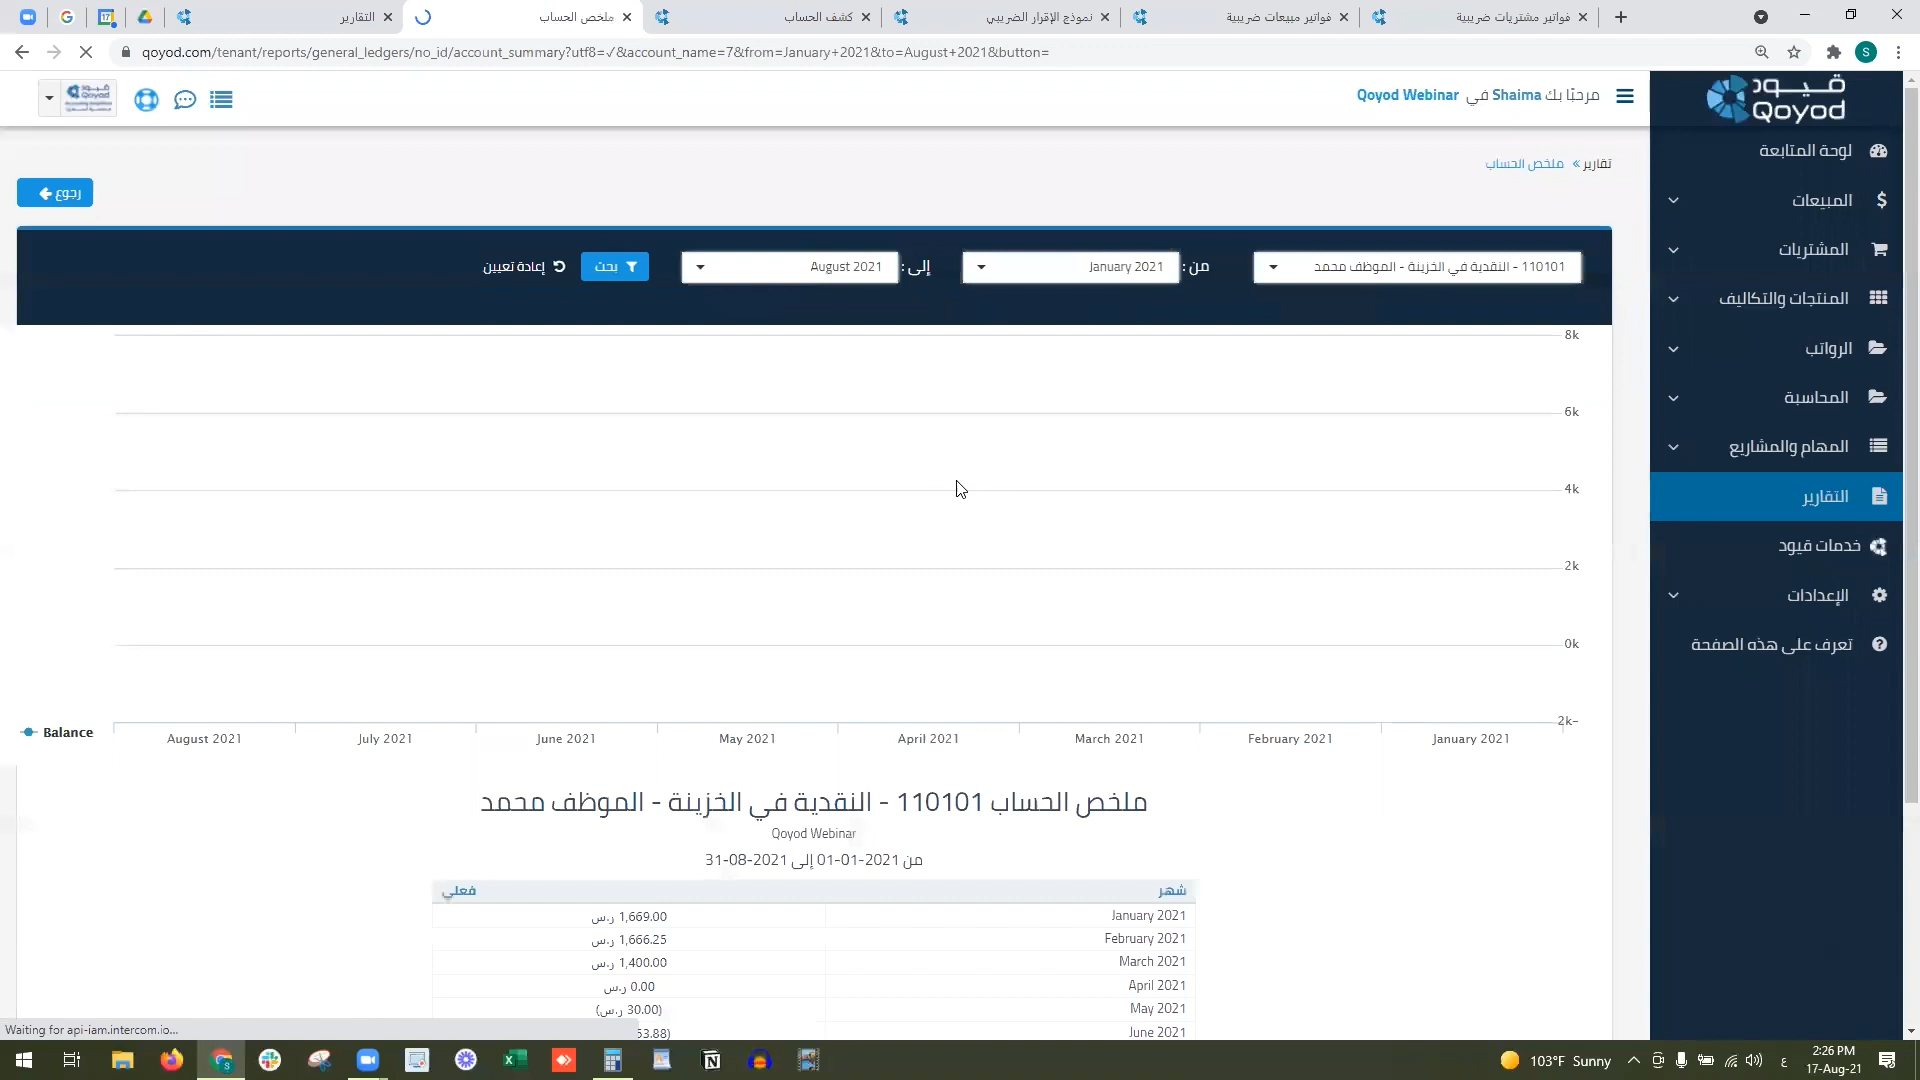 التقارير
ملخص الحساب
كشف الحساب
نموذج الإقرار الضريبي
فواتير مبيعات ضريبية
فواتير مشتريات ضريبية
qoyod.com/tenant/reports/general_ledgers/no_id/account_summary?utf8=✓&account_name=7&from=January+2021&to=August+2021&button=
S
مرحبًا بك Shaima في Qoyod Webinar
قيود
Qoyod
لوحة المتابعة
المبيعات
المشتريات
المنتجات والتكاليف
الرواتب
المحاسبة
المهام والمشاريع
التقارير
خدمات قيود
الإعدادات
تعرف على هذه الصفحة
تقارير » ملخص الحساب
رجوع
110101 - النقدية في الخزينة - الموظف محمد
من :
January 2021
إلى :
August 2021
بحث
إعادة تعيين
8k
6k
4k
2k
0k
2k-
Balance
August 2021
July 2021
June 2021
May 2021
April 2021
March 2021
February 2021
January 2021
ملخص الحساب 110101 - النقدية في الخزينة - الموظف محمد
Qoyod Webinar
من 2021-01-01 إلى 2021-08-31
شهر فعلي
January 2021 1,669.00 ر.س
February 2021 1,666.25 ر.س
March 2021 1,400.00 ر.س
April 2021 0.00 ر.س
May 2021 (30.00 ر.س)
June 2021 53.88)
Waiting for api-iam.intercom.io...
103°F Sunny
ع
2:26 PM
17-Aug-21